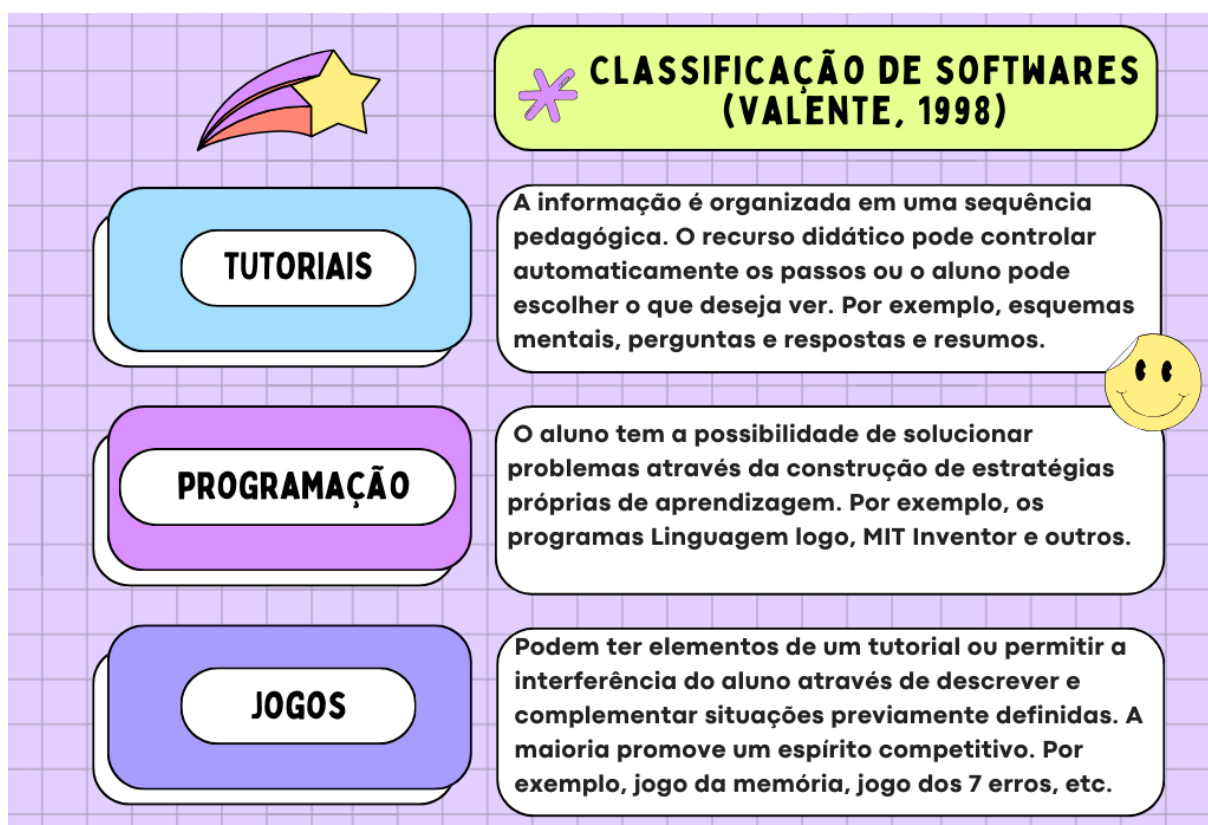 CLASSIFICAÇÃO DE SOFTWARES
(VALENTE, 1998)
TUTORIAIS
A informação é organizada em uma sequência
pedagógica. O recurso didático pode controlar
automaticamente os passos ou o aluno pode
escolher o que deseja ver. Por exemplo, esquemas
mentais, perguntas e respostas e resumos.
PROGRAMAÇÃO
O aluno tem a possibilidade de solucionar
problemas através da construção de estratégias
próprias de aprendizagem. Por exemplo, os
programas Linguagem logo, MIT Inventor e outros.
JOGOS
Podem ter elementos de um tutorial ou permitir a
interferência do aluno através de descrever e
complementar situações previamente definidas. A
maioria promove um espírito competitivo. Por
exemplo, jogo da memória, jogo dos 7 erros, etc.